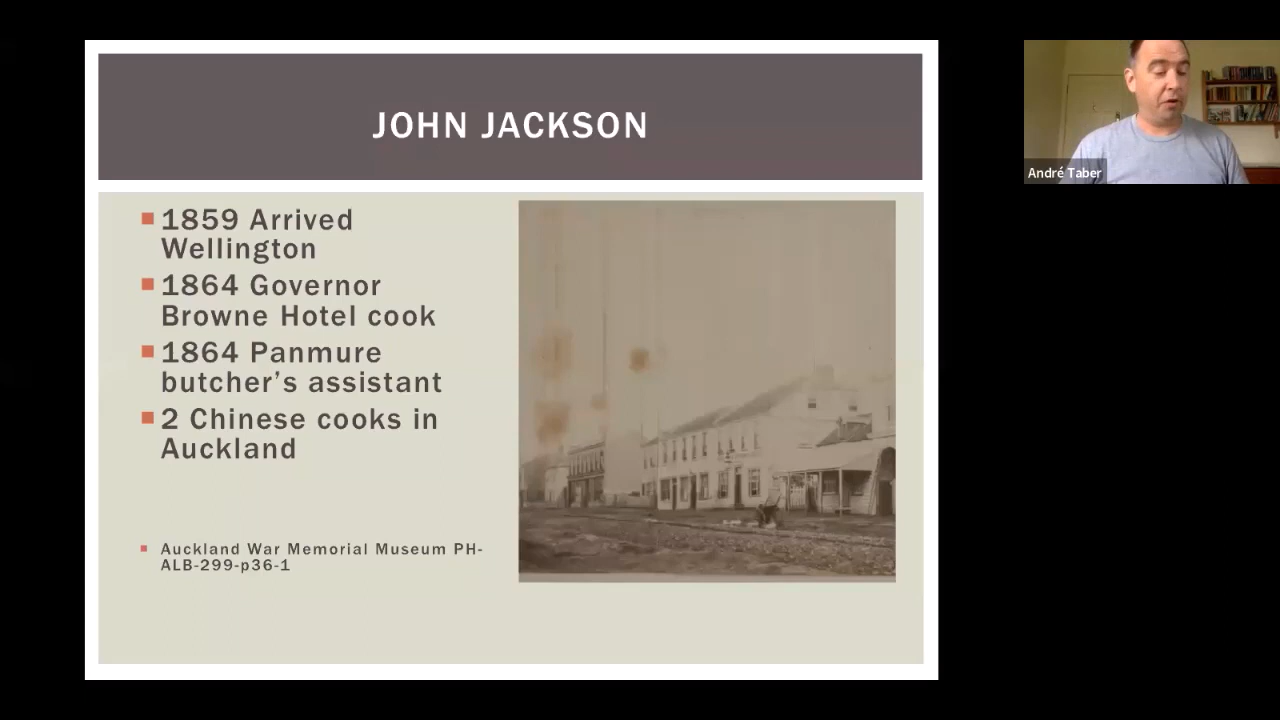 JOHN JACKSON
1859 Arrived
Wellington
1864 Governor
Browne Hotel cook
1864 Panmure
butcher's assistant
2 Chinese cooks in
Auckland
Auckland War Memorial Museum PH-
ALB-299-p36-1
André Taber